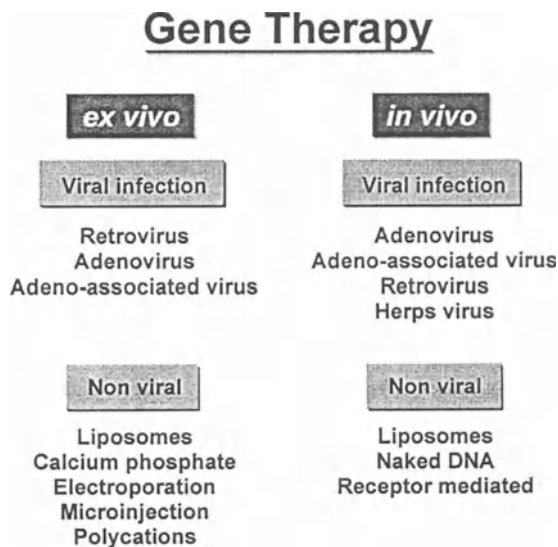 Gene Therapy
ex vivo
Viral infection
Retrovirus
Adenovirus
Adeno-associated virus
Non viral
Liposomes
Calcium phosphate
Electroporation
Microinjection
Polycations
in vivo
Viral infection
Adenovirus
Adeno-associated virus
Retrovirus
Herps virus
Non viral
Liposomes
Naked DNA
Receptor mediated